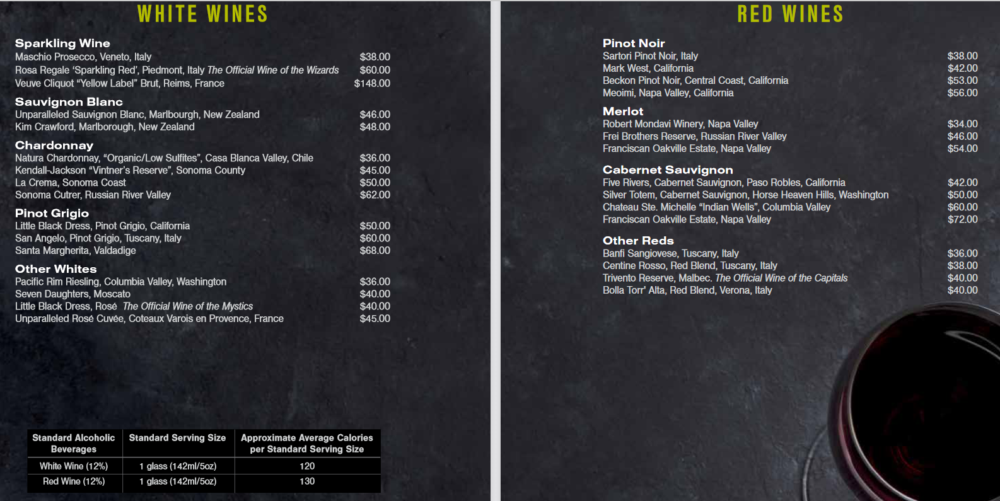 WHITE WINES
Sparkling Wine
Maschio Prosecco, Veneto, Italy $38.00
Rosa Regale ‘Sparkling Red’, Piedmont, Italy The Official Wine of the Wizards $60.00
Veuve Cliquot “Yellow Label” Brut, Reims, France $148.00
Sauvignon Blanc
Unparalleled Sauvignon Blanc, Marlbourgh, New Zealand $46.00
Kim Crawford, Marlborough, New Zealand $48.00
Chardonnay
Natura Chardonnay, “Organic/Low Sulfites”, Casa Blanca Valley, Chile $36.00
Kendall-Jackson “Vintner’s Reserve”, Sonoma County $45.00
La Crema, Sonoma Coast $50.00
Sonoma Cutrer, Russian River Valley $62.00
Pinot Grigio
Little Black Dress, Pinot Grigio, California $50.00
San Angelo, Pinot Grigio, Tuscany, Italy $60.00
Santa Margherita, Valdadige $68.00
Other Whites
Pacific Rim Riesling, Columbia Valley, Washington $36.00
Seven Daughters, Moscato $40.00
Little Black Dress, Rosé The Official Wine of the Mystics $40.00
Unparalleled Rosé Cuvée, Coteaux Varois en Provence, France $45.00
Standard Alcoholic Beverages Standard Serving Size Approximate Average Calories per Standard Serving Size
White Wine (12%) 1 glass (142ml/5oz) 120
Red Wine (12%) 1 glass (142ml/5oz) 130
RED WINES
Pinot Noir
Sartori Pinot Noir, Italy $38.00
Mark West, California $42.00
Beckon Pinot Noir, Central Coast, California $53.00
Meoimi, Napa Valley, California $56.00
Merlot
Robert Mondavi Winery, Napa Valley $34.00
Frei Brothers Reserve, Russian River Valley $46.00
Franciscan Oakville Estate, Napa Valley $54.00
Cabernet Sauvignon
Five Rivers, Cabernet Sauvignon, Paso Robles, California $42.00
Silver Totem, Cabernet Sauvignon, Horse Heaven Hills, Washington $50.00
Chateau Ste. Michelle “Indian Wells”, Columbia Valley $60.00
Franciscan Oakville Estate, Napa Valley $72.00
Other Reds
Banfi Sangiovese, Tuscany, Italy $36.00
Centine Rosso, Red Blend, Tuscany, Italy $38.00
Trivento Reserve, Malbec. The Official Wine of the Capitals $40.00
Bolla Torr' Alta, Red Blend, Verona, Italy $40.00